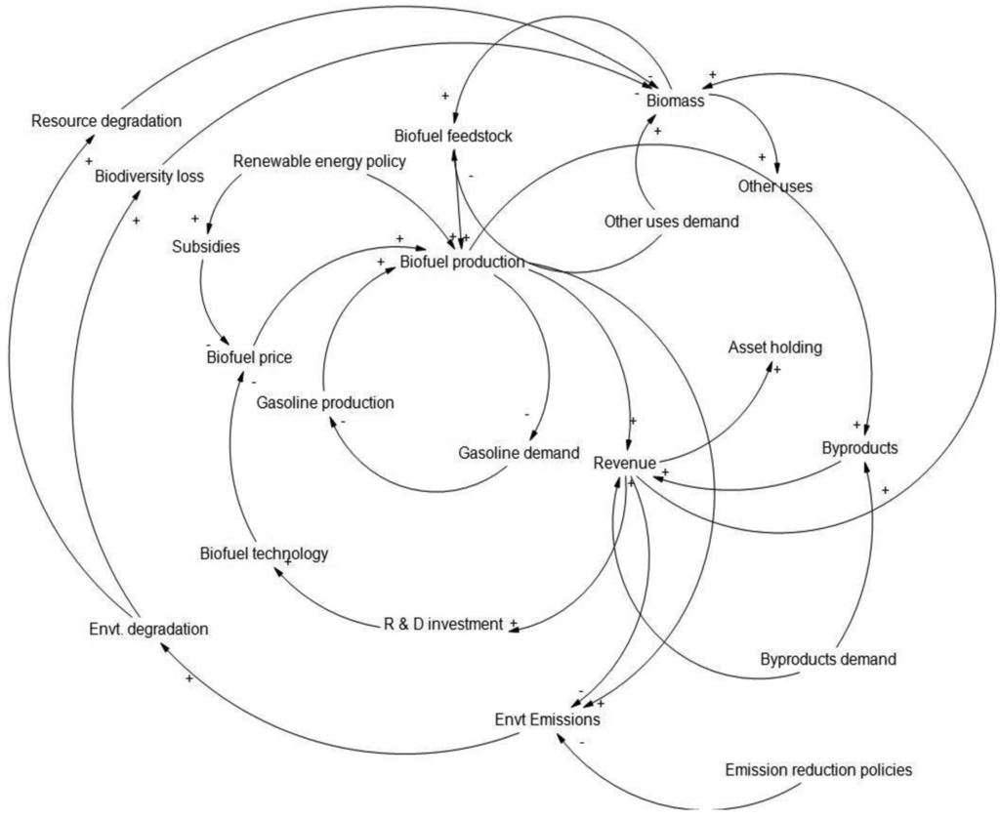 Biomass
Resource degradation
Biofuel feedstock
Renewable energy policy
Biodiversity loss
Other uses
Other uses demand
Subsidies
Biofuel production
Asset holding
Biofuel price
Gasoline production
Gasoline demand
Byproducts
Revenue
Biofuel technology
R & D investment
Envt. degradation
Byproducts demand
Envt Emissions
Emission reduction policies